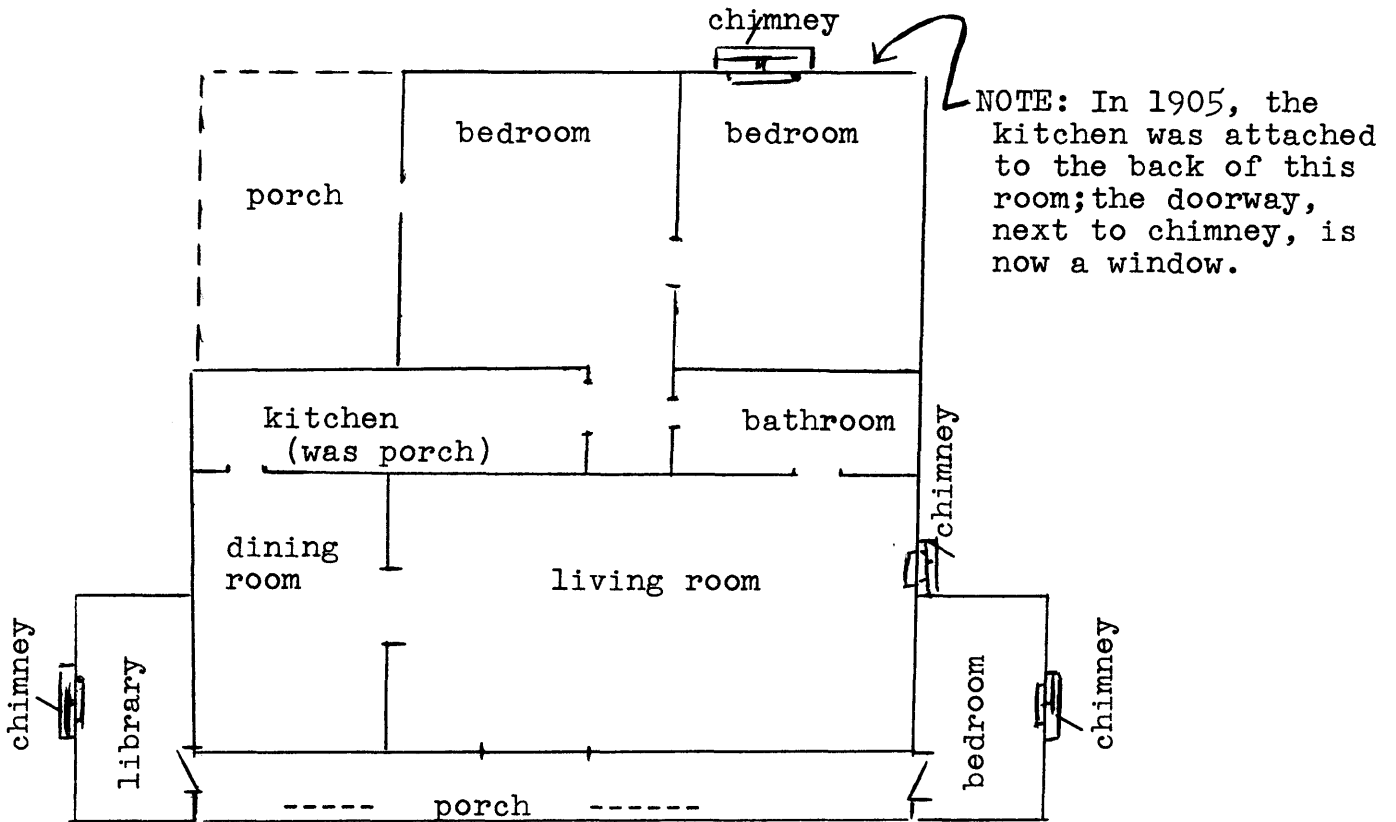 chimney
NOTE: In 1905, the
kitchen was attached
to the back of this
room; the doorway,
next to chimney, is
now a window.
bedroom
bedroom
porch
kitchen
(was porch)
bathroom
chimney
dining
room
living room
chimney
library
bedroom
chimney
porch